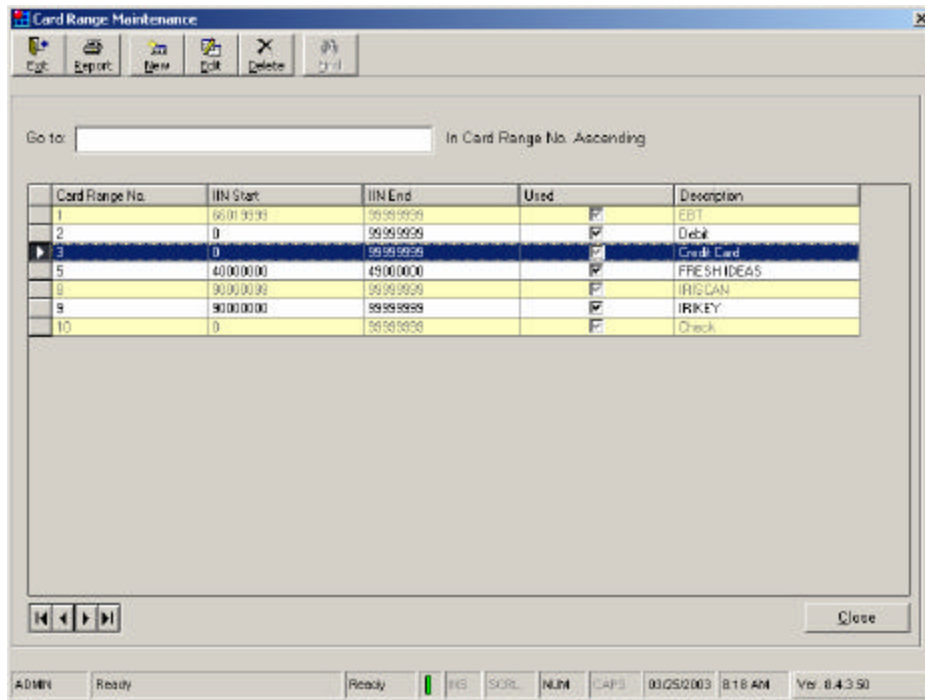 Card Range Maintenance
Exit Report New Edit Delete
Go to: In Card Range No. Ascending
Card Range No. IIN Start IIN End Used Description
1 99999999 EBT
2 0 99999999 Debit
3 0 99999999 Credit Card
5 40000000 49000000 FRESH IDEAS
99999999 IRISCAN
9 90000000 99999999 IRIKEY
10 0 Check
Close
ADMIN Ready Ready INS SCRL NUM CAPS 03/25/2003 8:18 AM Ver. 8.4.3.50